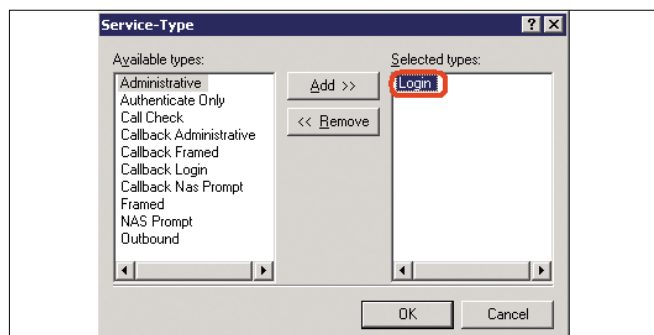 Service-Type
Available types:
Administrative
Authenticate Only
Call Check
Callback Administrative
Callback Framed
Callback Login
Callback Nas Prompt
Framed
NAS Prompt
Outbound
Add >>
<< Remove
Selected types:
Login
OK
Cancel